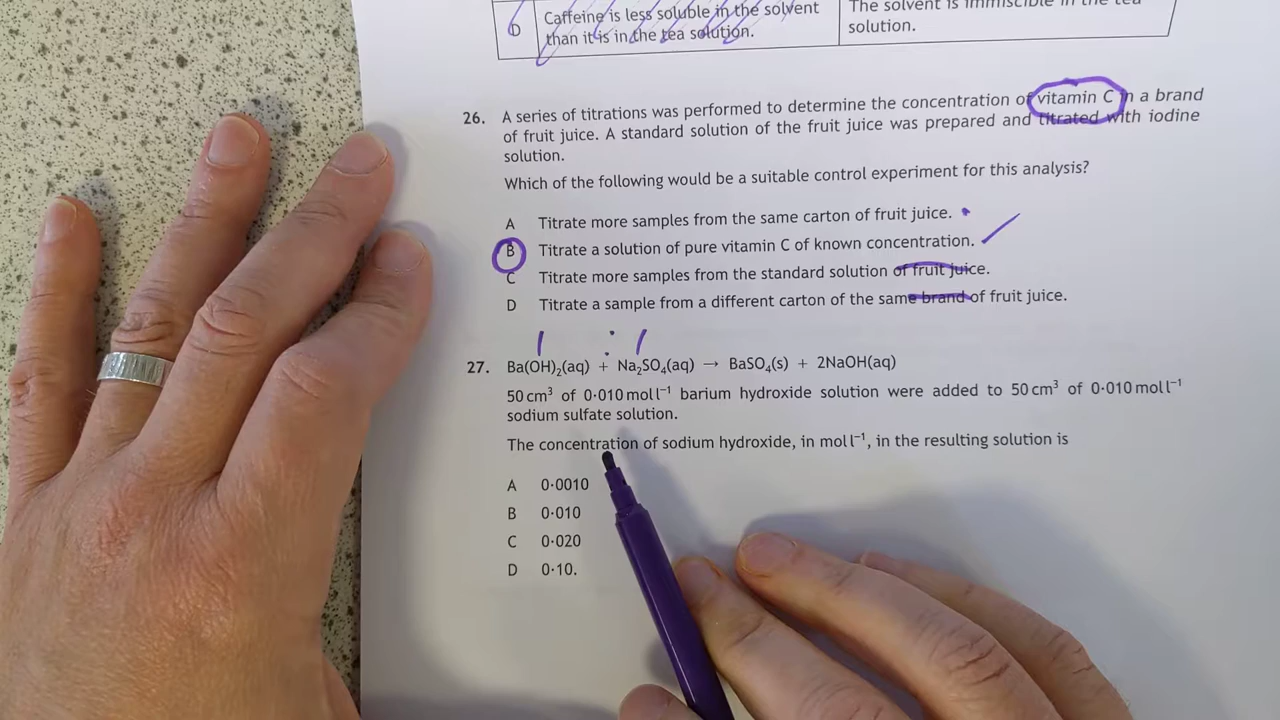 D Caffeine is less soluble in the solvent
than it is in the tea solution.
The solvent is immiscible in the tea
solution.
26. A series of titrations was performed to determine the concentration of vitamin C in a brand
of fruit juice. A standard solution of the fruit juice was prepared and titrated with iodine
solution.
Which of the following would be a suitable control experiment for this analysis?
A Titrate more samples from the same carton of fruit juice.
B Titrate a solution of pure vitamin C of known concentration.
C Titrate more samples from the standard solution of fruit juice.
D Titrate a sample from a different carton of the same brand of fruit juice.
1 : 1
27. Ba(OH)₂(aq) + Na₂SO₄(aq) → BaSO₄(s) + 2NaOH(aq)
50 cm³ of 0·010 mol l⁻¹ barium hydroxide solution were added to 50 cm³ of 0·010 mol l⁻¹
sodium sulfate solution.
The concentration of sodium hydroxide, in mol l⁻¹, in the resulting solution is
A 0·0010
B 0·010
C 0·020
D 0·10.